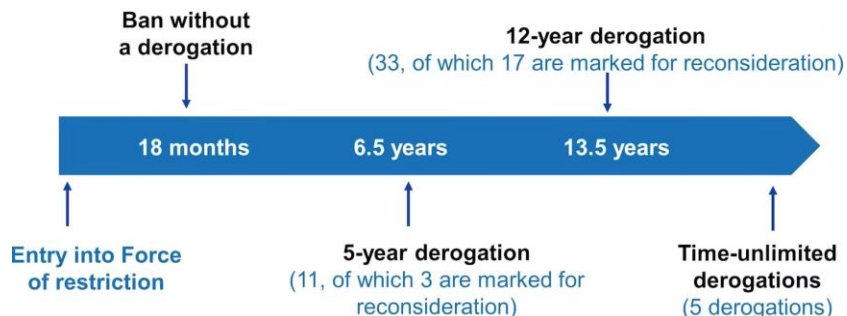 Ban without
a derogation
12-year derogation
(33, of which 17 are marked for reconsideration)
18 months
6.5 years
13.5 years
Entry into Force
of restriction
5-year derogation
(11, of which 3 are marked for
reconsideration)
Time-unlimited
derogations
(5 derogations)